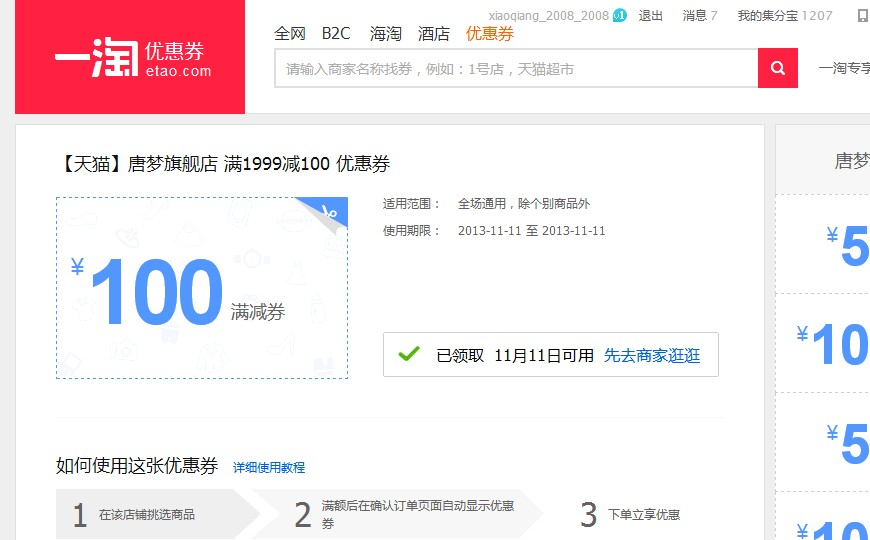 xiaoqiang_2008_2008 退出 消息 7 我的集分宝 1207
全网 B2C 海淘 酒店 优惠券
一淘 优惠券
etao.com
请输入商家名称找券，例如：1号店，天猫超市
一淘专享
【天猫】唐梦旗舰店 满1999减100 优惠券
适用范围： 全场通用，除个别商品外
使用期限： 2013-11-11 至 2013-11-11
¥100 满减券
已领取 11月11日可用 先去商家逛逛
如何使用这张优惠券 详细使用教程
1 在该店铺挑选商品
2 满额后在确认订单页面自动显示优惠
券
3 下单立享优惠
唐梦
¥5
¥10
¥5
¥10